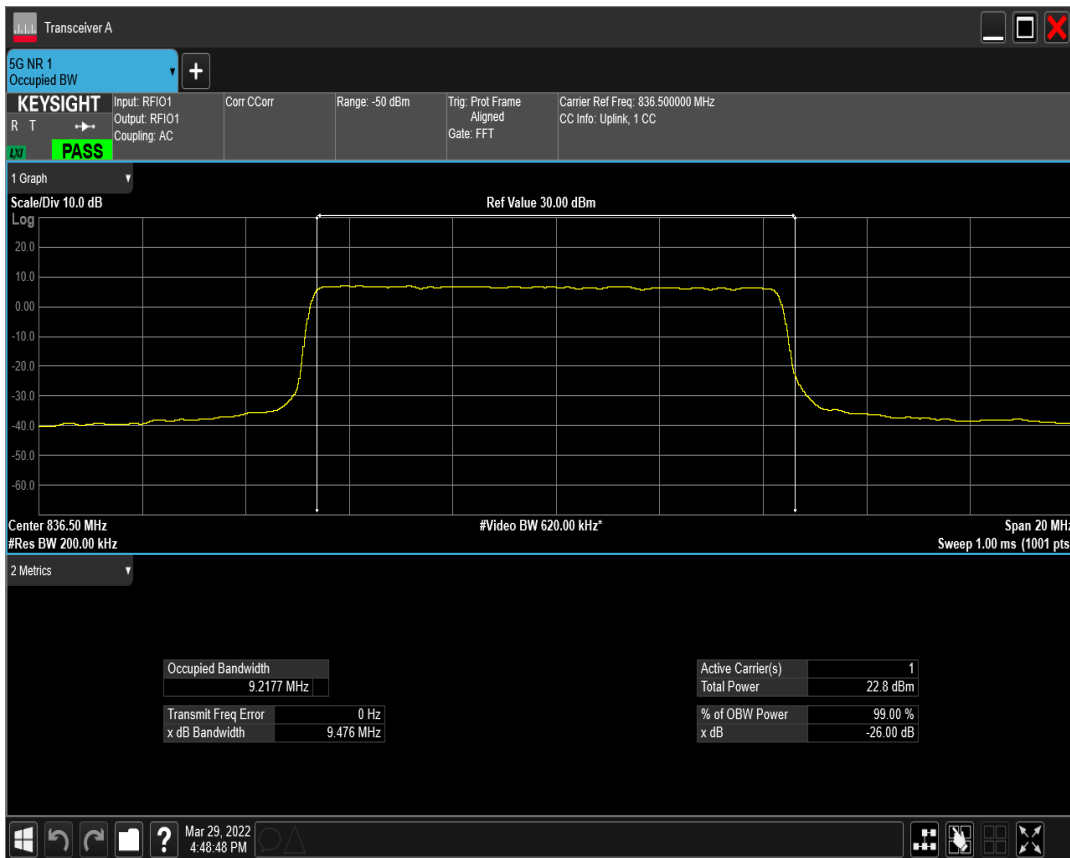 Transceiver A
5G NR 1
Occupied BW
+
KEYSIGHT
R T
LXI
PASS
Input: RFIO1
Output: RFIO1
Coupling: AC
Corr CCorr
Range: -50 dBm
Trig: Prot Frame
Aligned
Gate: FFT
Carrier Ref Freq: 836.500000 MHz
CC Info: Uplink, 1 CC
1 Graph
Scale/Div 10.0 dB
Ref Value 30.00 dBm
Log
20.0
10.0
0.00
-10.0
-20.0
-30.0
-40.0
-50.0
-60.0
Center 836.50 MHz
#Video BW 620.00 kHz*
Span 20 MHz
#Res BW 200.00 kHz
Sweep 1.00 ms (1001 pts
2 Metrics
Occupied Bandwidth
9.2177 MHz
Transmit Freq Error 0 Hz
x dB Bandwidth 9.476 MHz
Active Carrier(s) 1
Total Power 22.8 dBm
% of OBW Power 99.00 %
x dB -26.00 dB
?
Mar 29, 2022
4:48:48 PM